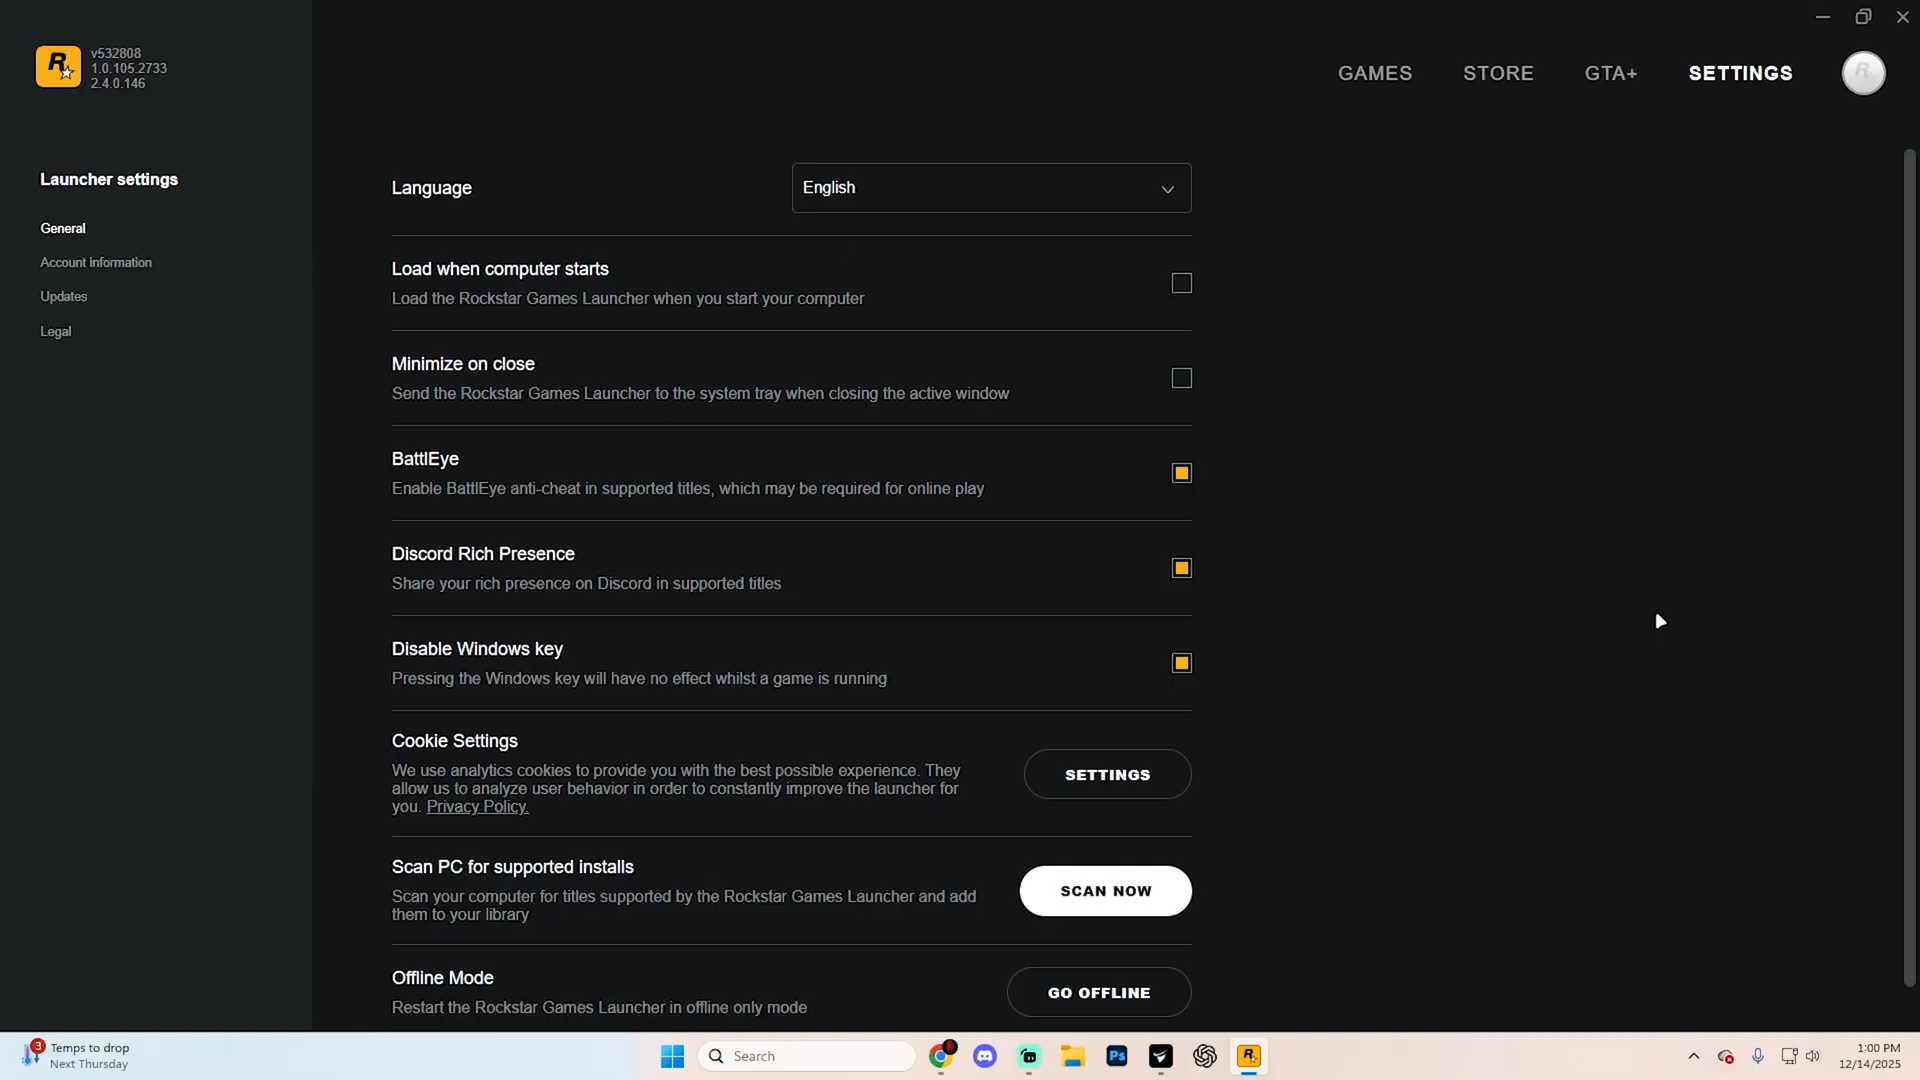 v532808
1.0.105.2733
2.4.0.146
GAMES
STORE
GTA+
SETTINGS
Launcher settings
General
Account information
Updates
Legal
Language
English
Load when computer starts
Load the Rockstar Games Launcher when you start your computer
Minimize on close
Send the Rockstar Games Launcher to the system tray when closing the active window
BattlEye
Enable BattlEye anti-cheat in supported titles, which may be required for online play
Discord Rich Presence
Share your rich presence on Discord in supported titles
Disable Windows key
Pressing the Windows key will have no effect whilst a game is running
Cookie Settings
We use analytics cookies to provide you with the best possible experience. They
allow us to analyze user behavior in order to constantly improve the launcher for
you. Privacy Policy.
SETTINGS
Scan PC for supported installs
Scan your computer for titles supported by the Rockstar Games Launcher and add
them to your library
SCAN NOW
Offline Mode
Restart the Rockstar Games Launcher in offline only mode
GO OFFLINE
3
Temps to drop
Next Thursday
Search
Ps
1:00 PM
12/14/2025